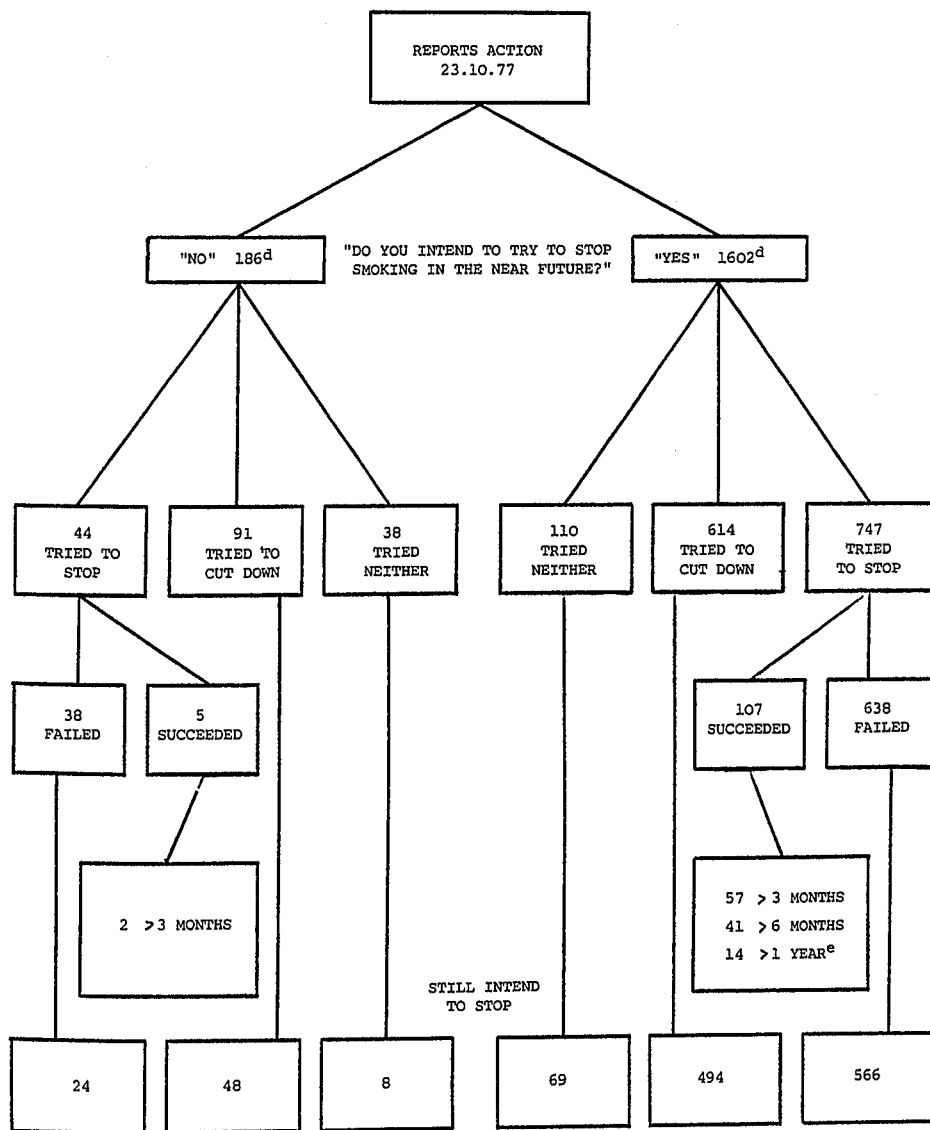 REPORTS ACTION
23.10.77
"NO" 186d
"DO YOU INTEND TO TRY TO STOP
SMOKING IN THE NEAR FUTURE?"
"YES" 1602d
44
TRIED TO
STOP
91
TRIED TO
CUT DOWN
38
TRIED
NEITHER
110
TRIED
NEITHER
614
TRIED TO
CUT DOWN
747
TRIED
TO STOP
38
FAILED
5
SUCCEEDED
107
SUCCEEDED
638
FAILED
2 >3 MONTHS
57 >3 MONTHS
41 >6 MONTHS
14 >1 YEARe
STILL INTEND
TO STOP
24
48
8
69
494
566